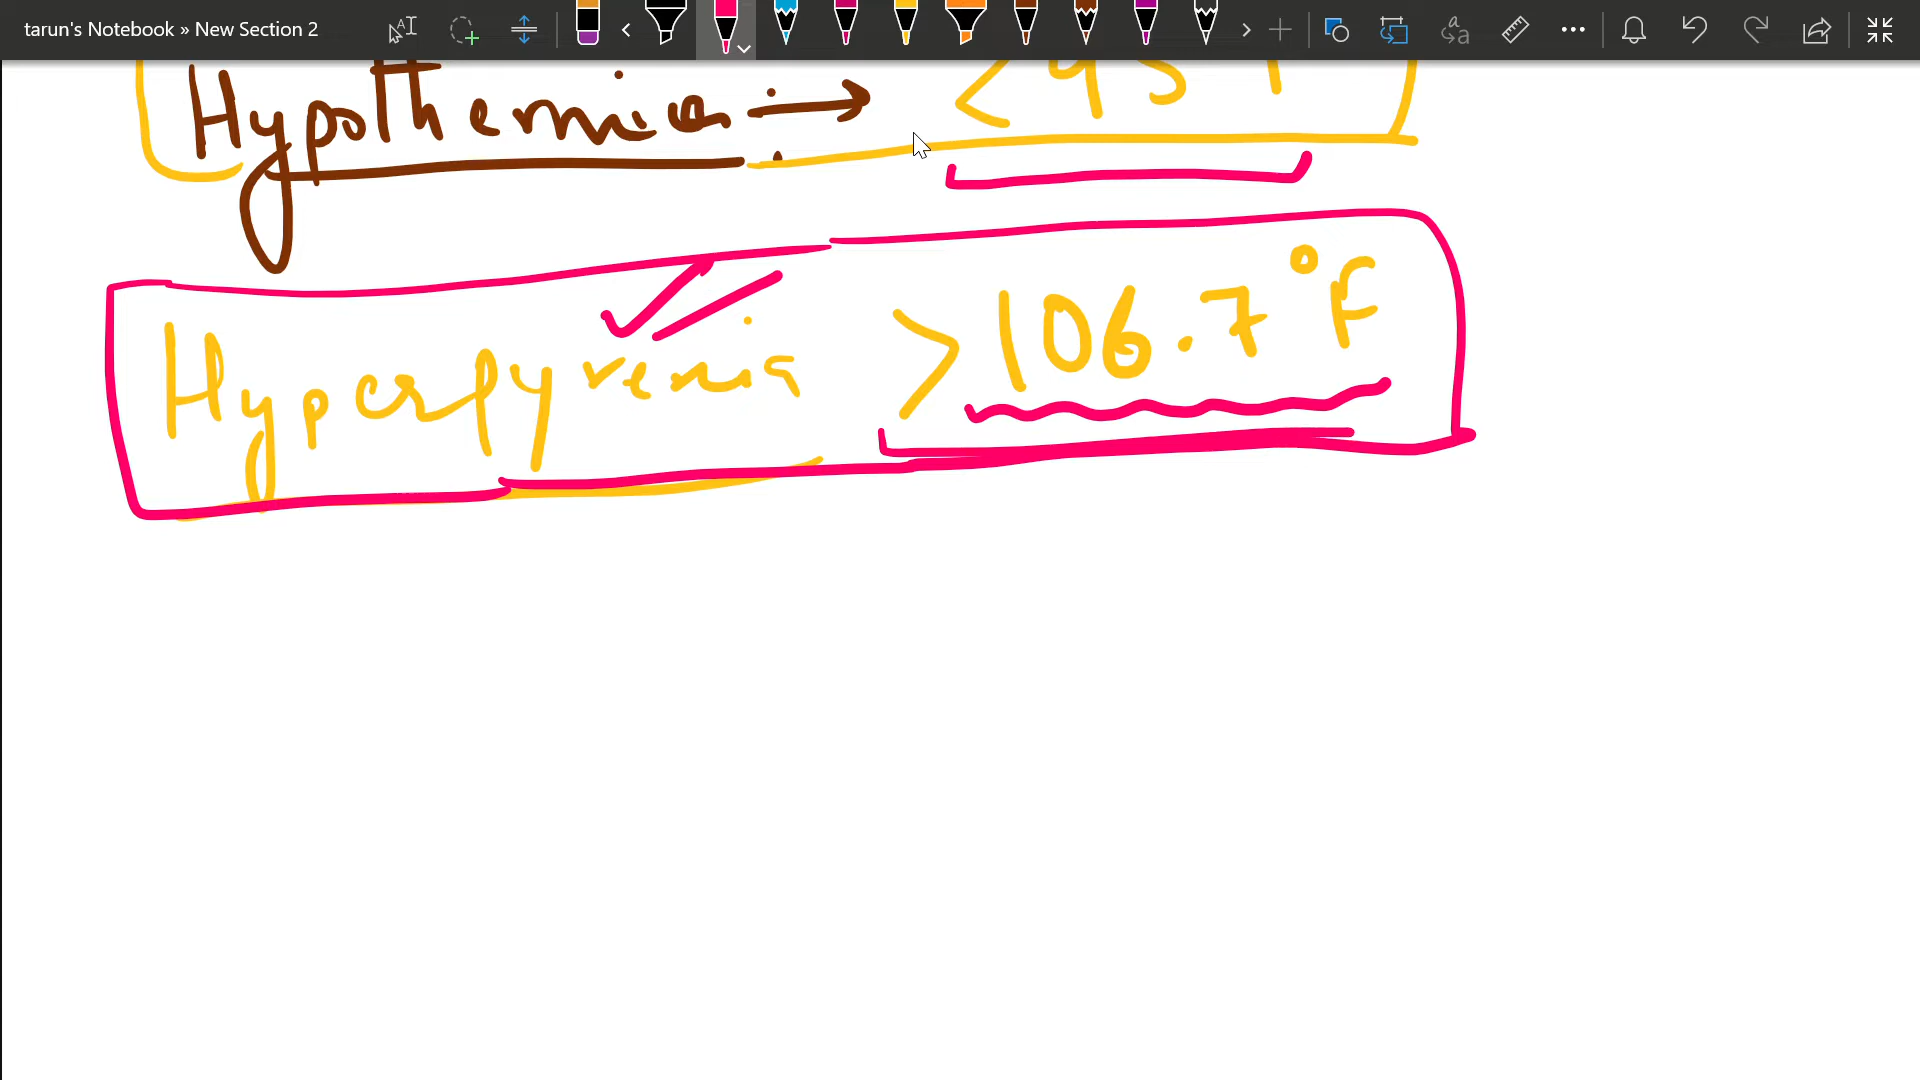 tarun's Notebook » New Section 2
Hypothermia : → <95 F
Hyperpyrexia >106.7°F